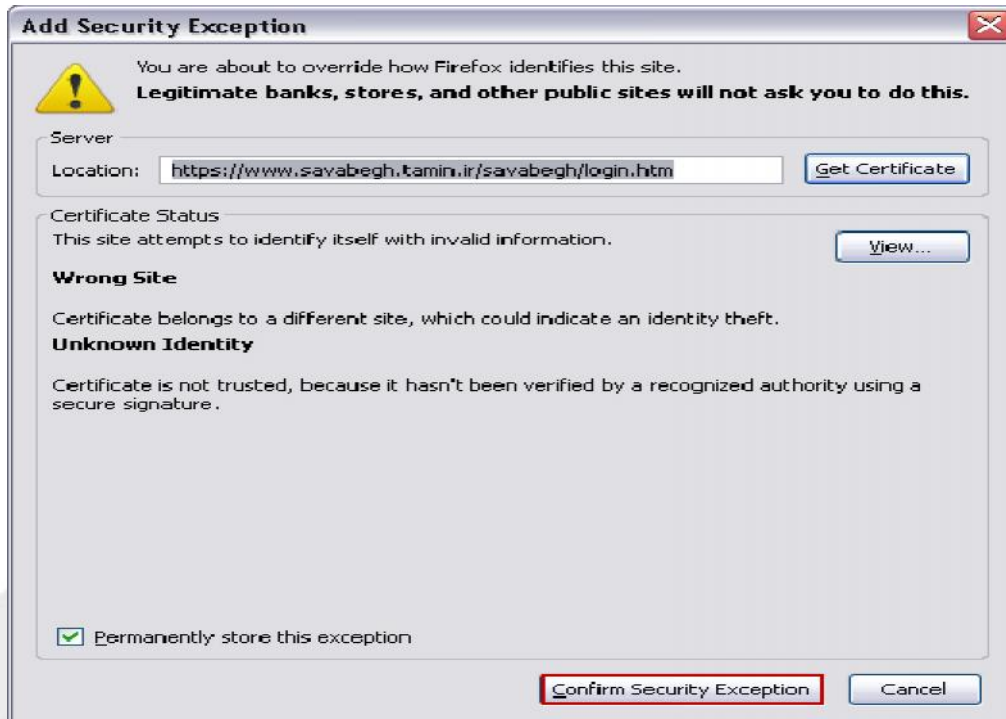 Add Security Exception
You are about to override how Firefox identifies this site.
Legitimate banks, stores, and other public sites will not ask you to do this.
Server
Location: https://www.savabegh.tamin.ir/savabegh/login.htm Get Certificate
Certificate Status
This site attempts to identify itself with invalid information.
View...
Wrong Site
Certificate belongs to a different site, which could indicate an identity theft.
Unknown Identity
Certificate is not trusted, because it hasn't been verified by a recognized authority using a
secure signature.
Permanently store this exception
Confirm Security Exception Cancel